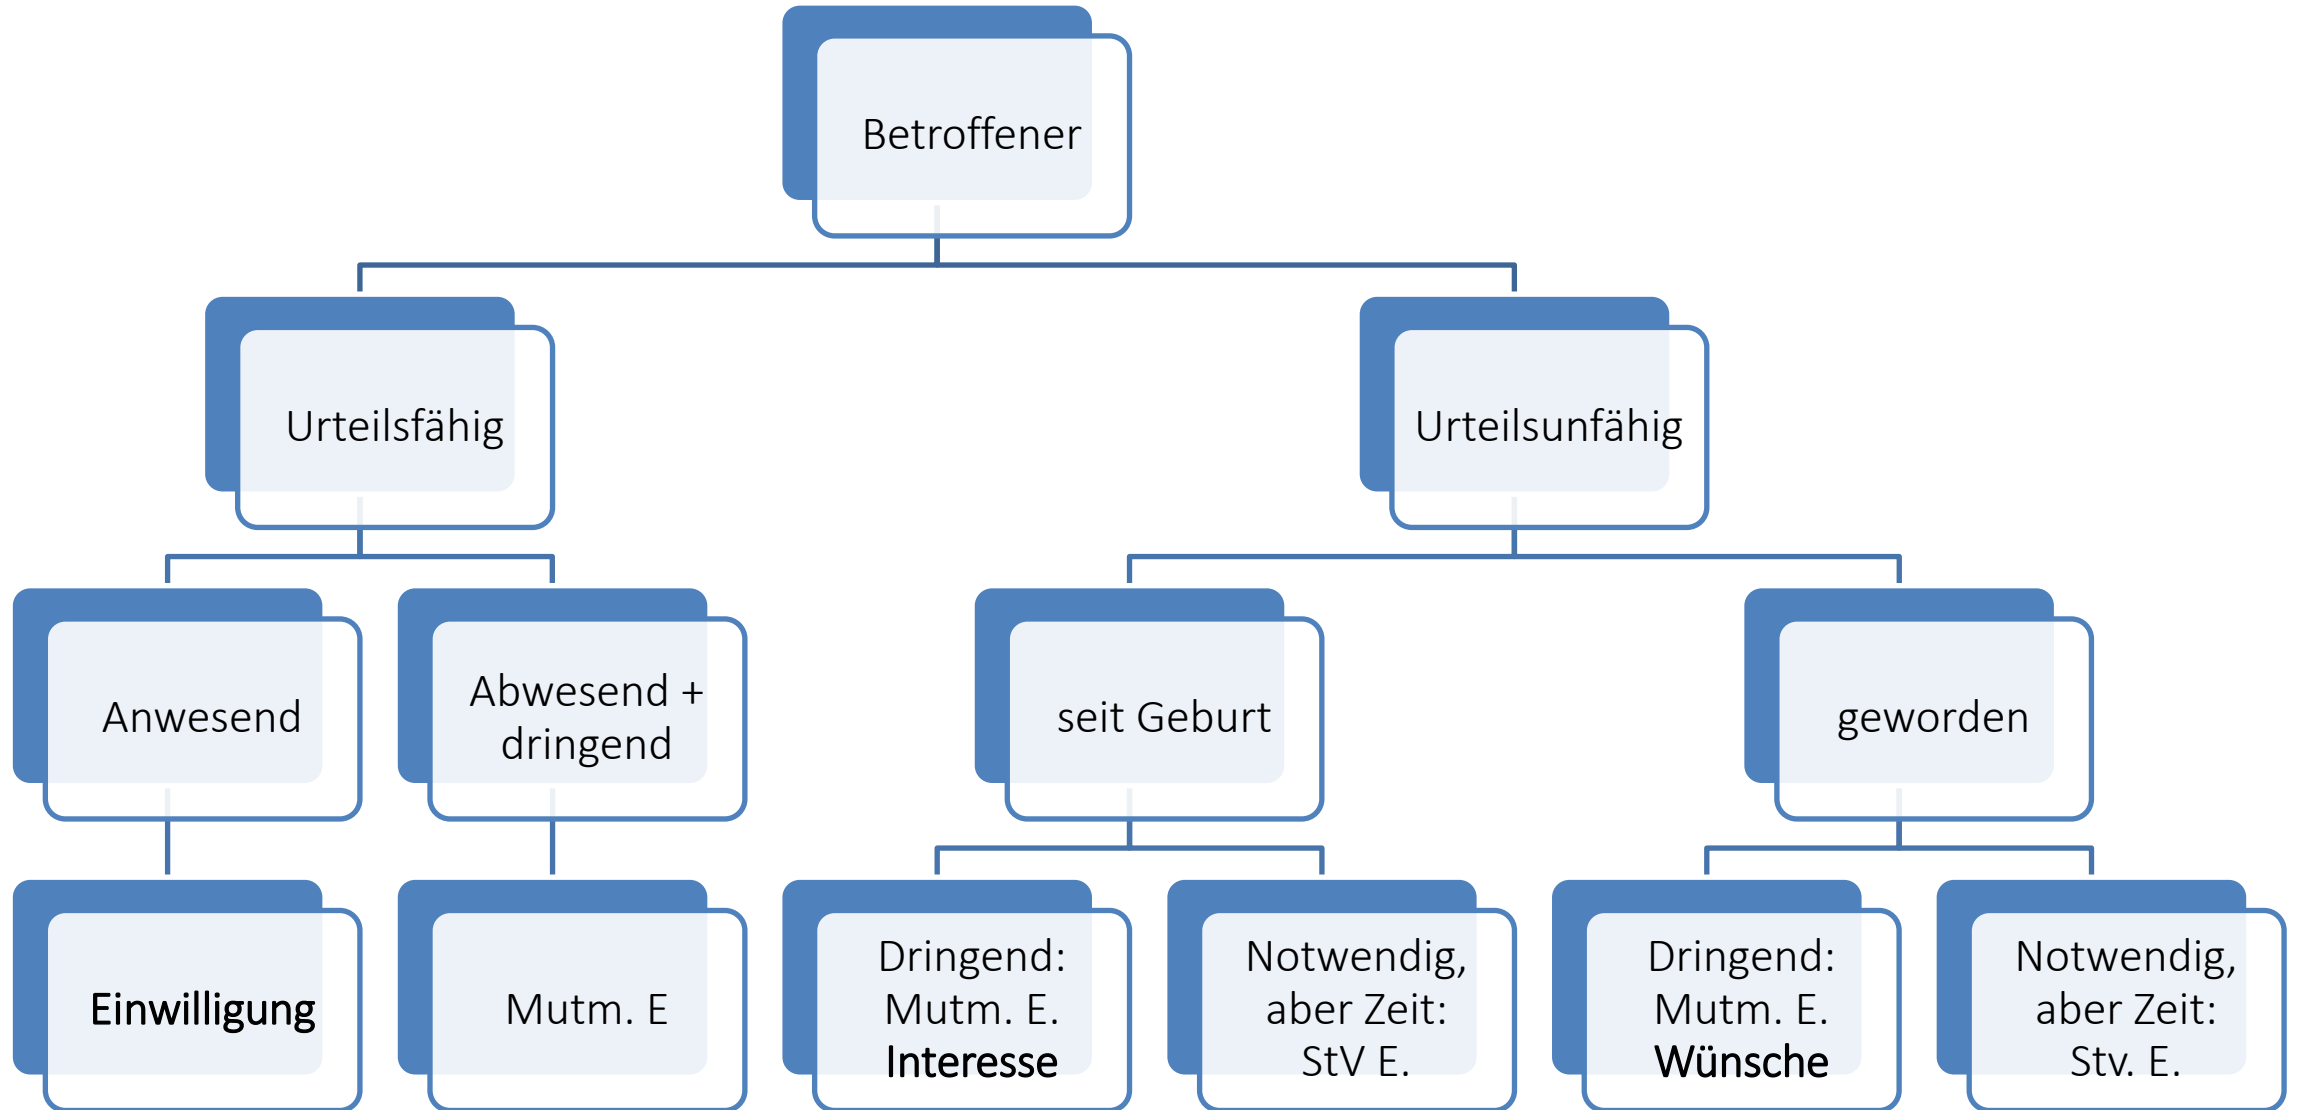 Betroffener
Urteilsfähig
Urteilsunfähig
Anwesend
Abwesend +
dringend
seit Geburt
geworden
Einwilligung
Mutm. E
Dringend:
Mutm. E.
Interesse
Notwendig,
aber Zeit:
StV E.
Dringend:
Mutm. E.
Wünsche
Notwendig,
aber Zeit:
Stv. E.